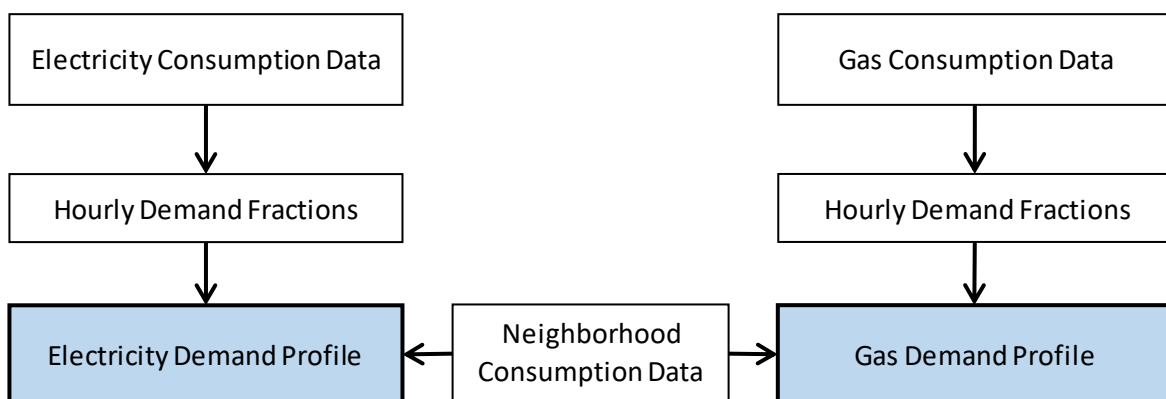 Electricity Consumption Data
Gas Consumption Data
Hourly Demand Fractions
Hourly Demand Fractions
Electricity Demand Profile
Neighborhood
Consumption Data
Gas Demand Profile